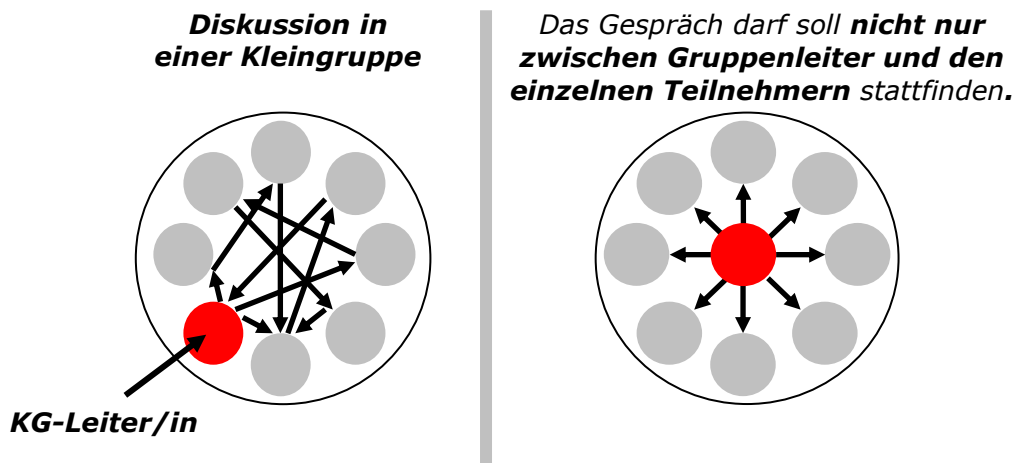 Diskussion in
einer Kleingruppe
KG-Leiter/in
Das Gespräch darf soll nicht nur
zwischen Gruppenleiter und den
einzelnen Teilnehmern stattfinden.